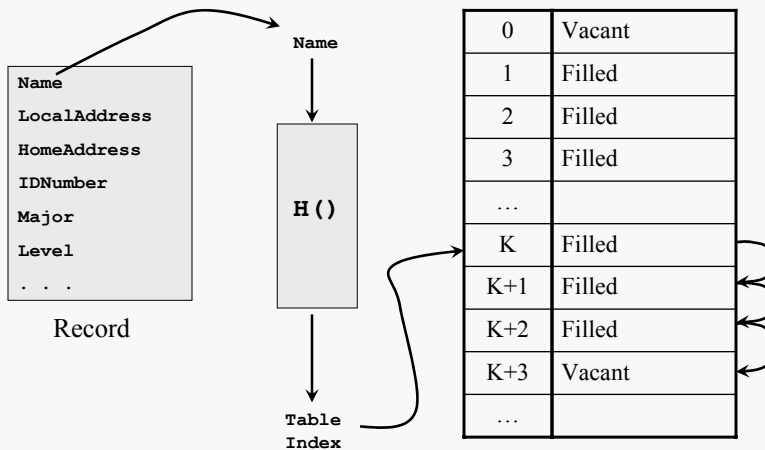 Name
LocalAddress
HomeAddress
IDNumber
Major
Level
. . .
Record
Name
H()
Table
Index
0 Vacant
1 Filled
2 Filled
3 Filled
…
K Filled
K+1 Filled
K+2 Filled
K+3 Vacant
…